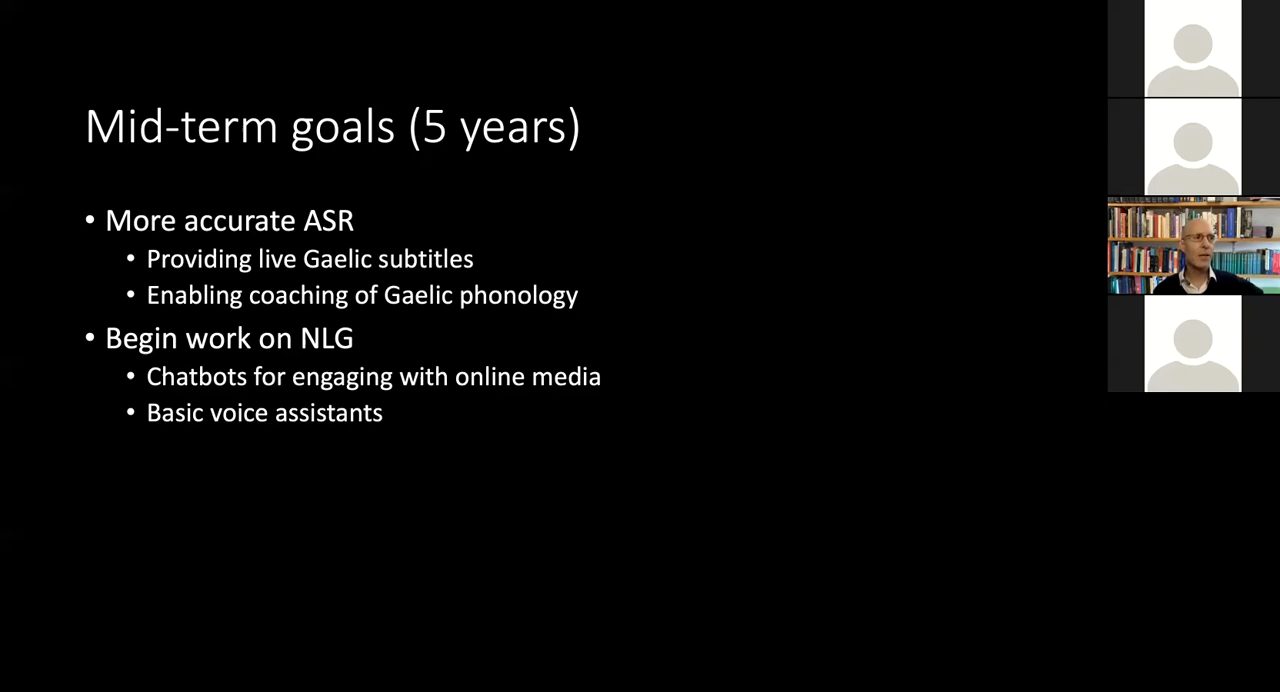 Mid-term goals (5 years)
• More accurate ASR
• Providing live Gaelic subtitles
• Enabling coaching of Gaelic phonology
• Begin work on NLG
• Chatbots for engaging with online media
• Basic voice assistants